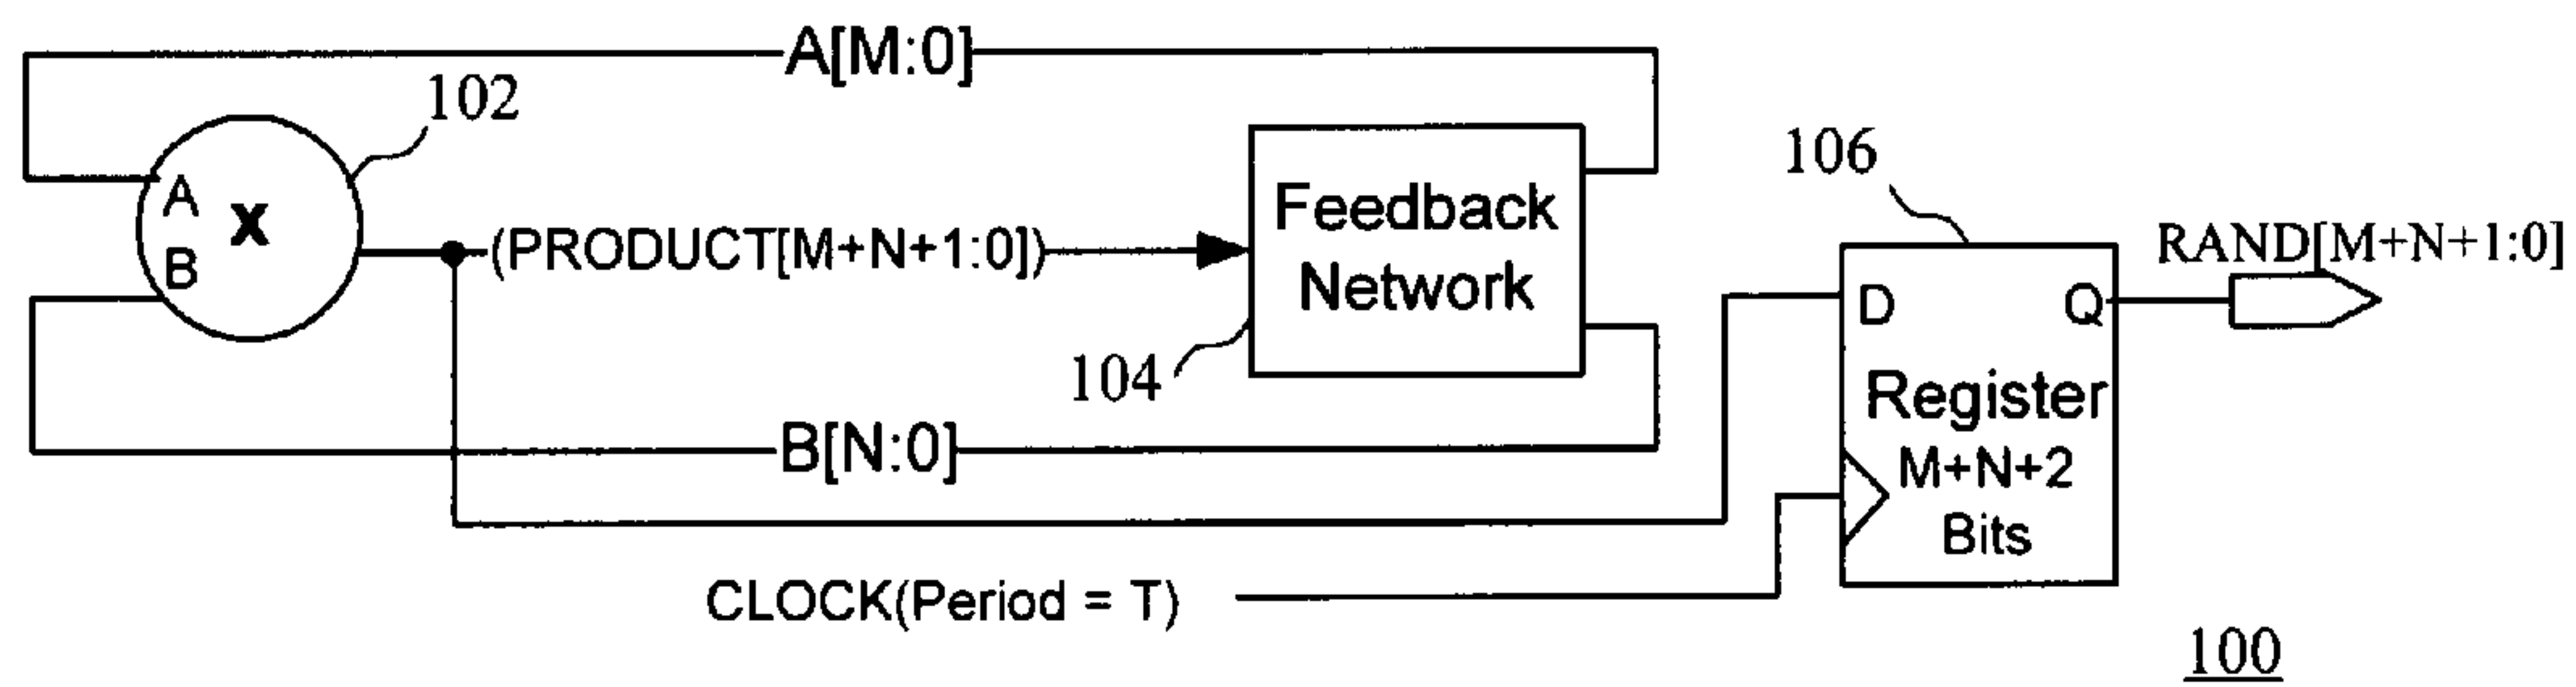 A[M:0]
102
A
X
B
(PRODUCT[M+N+1:0])
Feedback
Network
104
B[N:0]
106
RAND[M+N+1:0]
D
Q
Register
M+N+2
Bits
CLOCK(Period = T)
100